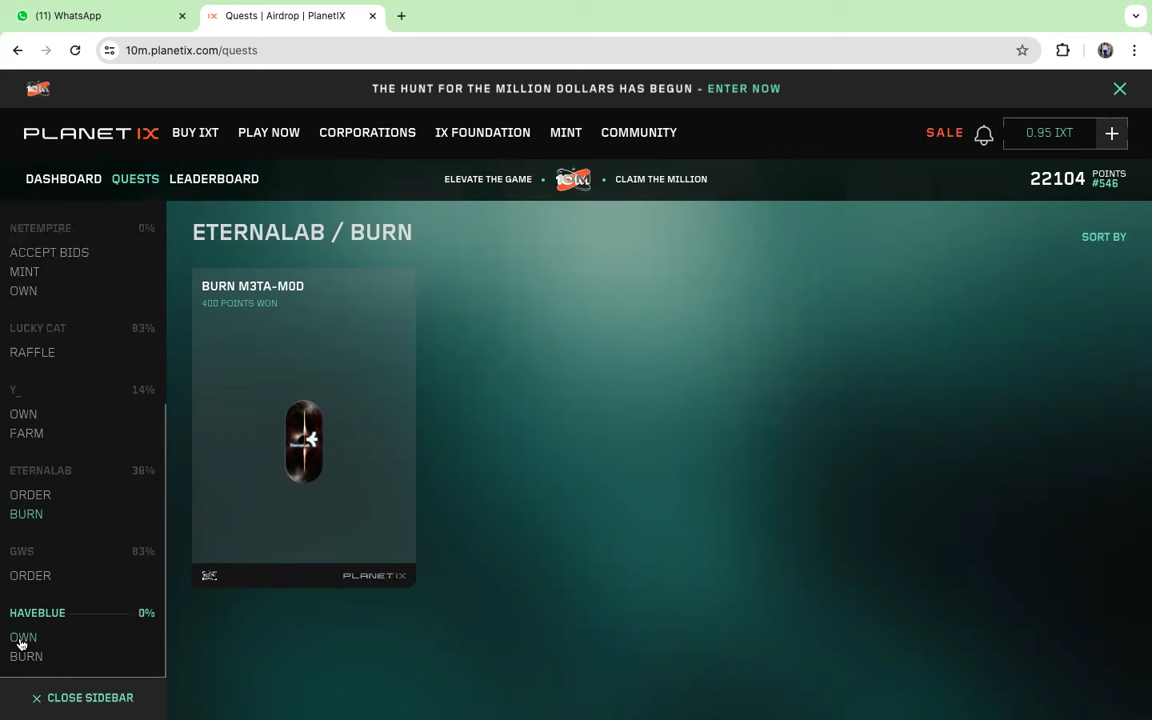 (11) WhatsApp
Quests | Airdrop | PlanetIX
10m.planetix.com/quests
THE HUNT FOR THE MILLION DOLLARS HAS BEGUN - ENTER NOW
PLANET IX
BUY IXT
PLAY NOW
CORPORATIONS
IX FOUNDATION
MINT
COMMUNITY
SALE
0.95 IXT
+
DASHBOARD
QUESTS
LEADERBOARD
ELEVATE THE GAME
10M
CLAIM THE MILLION
22104 POINTS
#546
NETEMPIRE 0%
ACCEPT BIDS
MINT
OWN
LUCKY CAT 83%
RAFFLE
Y_ 14%
OWN
FARM
ETERNALAB 30%
ORDER
BURN
GWS 83%
ORDER
HAVEBLUE 0%
OWN
BURN
CLOSE SIDEBAR
ETERNALAB / BURN
SORT BY
BURN M3TA-M0D
400 POINTS WON
PLANET IX